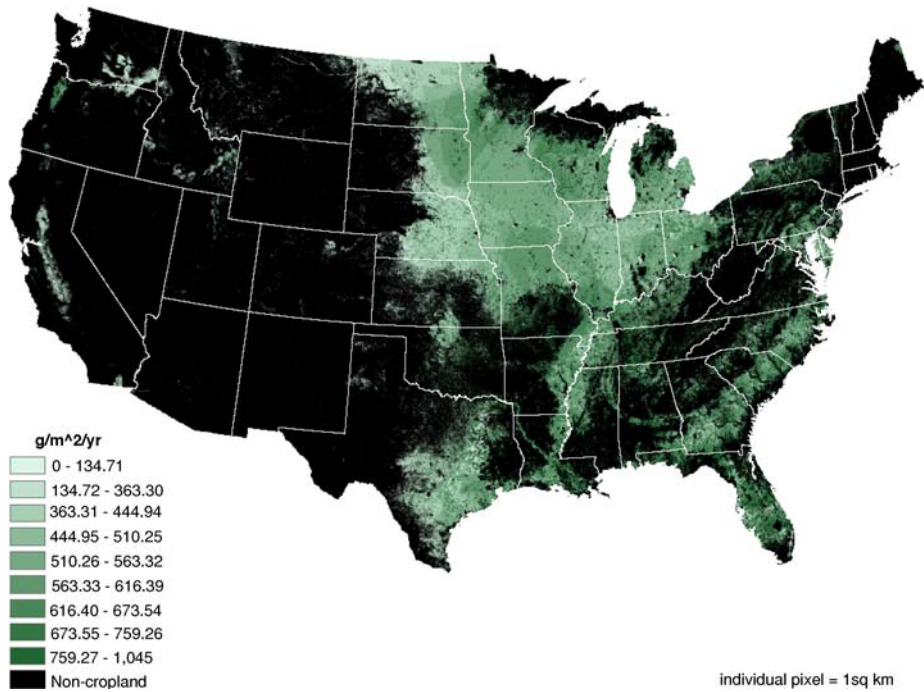 g/m^2/yr
0 - 134.71
134.72 - 363.30
363.31 - 444.94
444.95 - 510.25
510.26 - 563.32
563.33 - 616.39
616.40 - 673.54
673.55 - 759.26
759.27 - 1,045
Non-cropland
individual pixel = 1sq km